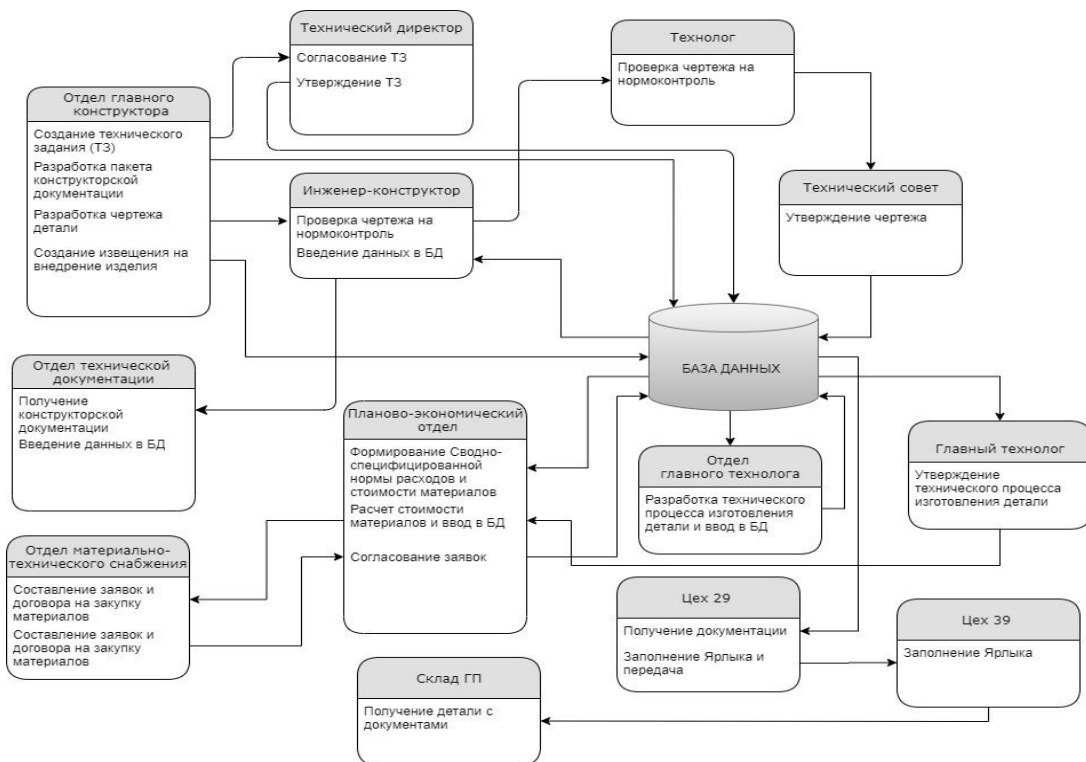 Технический директор
Согласование ТЗ
Утверждение ТЗ
Технолог
Проверка чертежа на
нормоконтроль
Отдел главного
конструктора
Создание технического
задания (ТЗ)
Разработка пакета
конструкторской
документации
Разработка чертежа
детали
Создание извещения на
внедрение изделия
Инженер-конструктор
Проверка чертежа на
нормоконтроль
Введение данных в БД
Технический совет
Утверждение чертежа
БАЗА ДАННЫХ
Отдел технической
документации
Получение
конструкторской
документации
Введение данных в БД
Планово-экономический
отдел
Формирование Сводно-
специфицированной
нормы расходов и
стоимости материалов
Расчет стоимости
материалов и ввод в БД
Согласование заявок
Отдел
главного технолога
Разработка технического
процесса изготовления
детали и ввод в БД
Главный технолог
Утверждение
технического процесса
изготовления детали
Отдел материально-
технического снабжения
Составление заявок и
договора на закупку
материалов
Составление заявок и
договора на закупку
материалов
Цех 29
Получение документации
Заполнение Ярлыка и
передача
Цех 39
Заполнение Ярлыка
Склад ГП
Получение детали с
документами